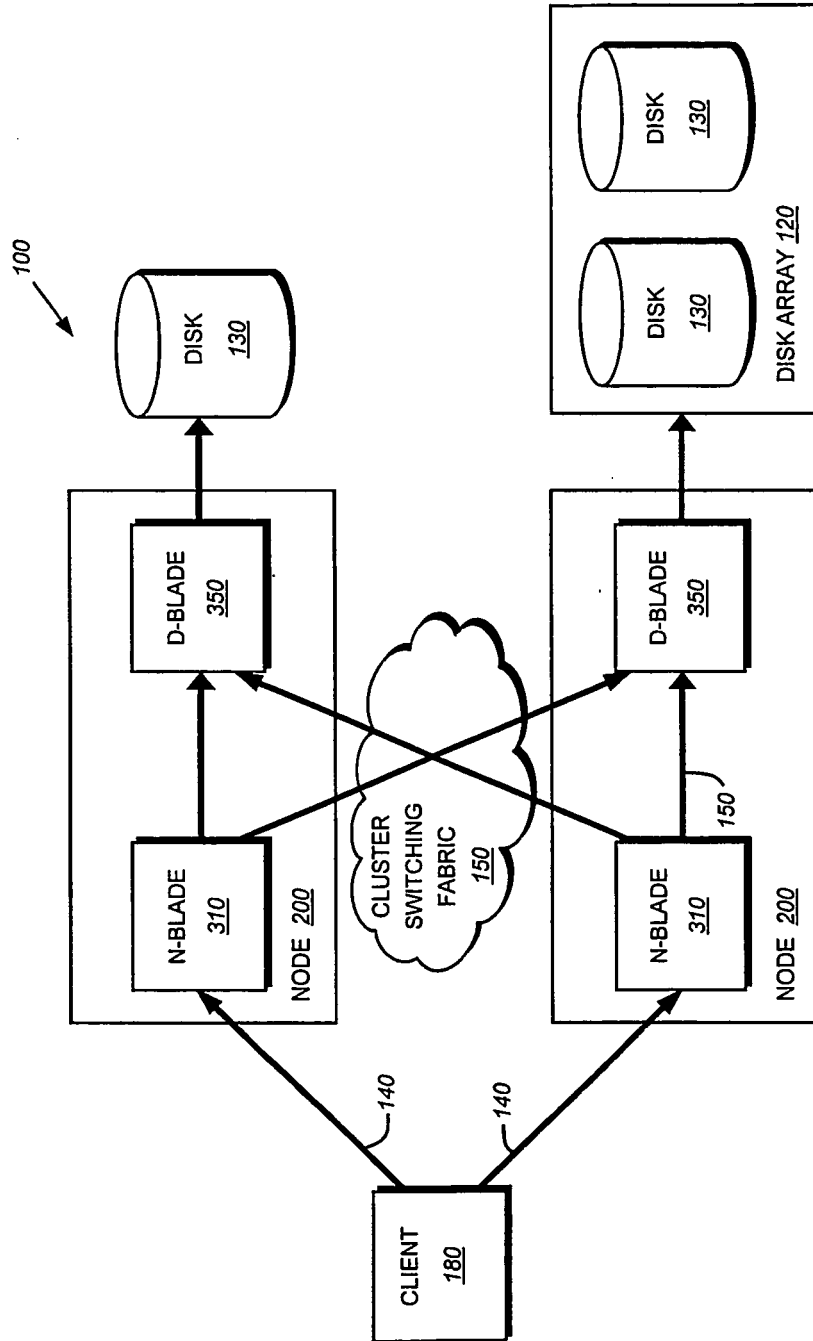 100
CLIENT
180
140
140
N-BLADE
310
D-BLADE
350
NODE 200
DISK
130
CLUSTER
SWITCHING
FABRIC
150
N-BLADE
310
150
D-BLADE
350
NODE 200
DISK
130
DISK
130
DISK ARRAY 120